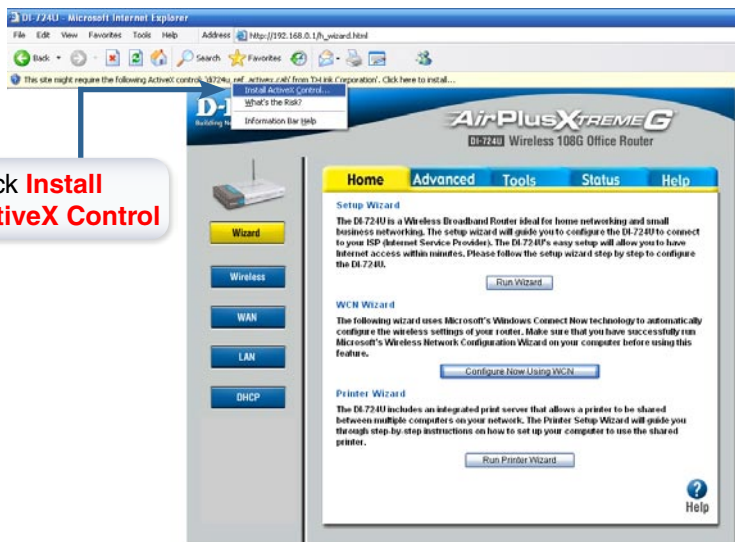 DI-724U - Microsoft Internet Explorer
File Edit View Favorites Tools Help Address http://192.168.0.1/h_wizard.html
Back Search Favorites
This site might require the following ActiveX control: 'di724u_ref_activex.cab' from 'D-Link Corporation'. Click here to install...
Install ActiveX Control...
What's the Risk?
Information Bar Help
D-
Building N
AirPlus XTREME G
DI-724U Wireless 108G Office Router
ck Install
tiveX Control
Home Advanced Tools Status Help
Wizard
Wireless
WAN
LAN
DHCP
Setup Wizard
The DI-724U is a Wireless Broadband Router ideal for home networking and small
business networking. The setup wizard will guide you to configure the DI-724U to connect
to your ISP (Internet Service Provider). The DI-724U's easy setup will allow you to have
Internet access within minutes. Please follow the setup wizard step by step to configure
the DI-724U.
Run Wizard
WCN Wizard
The following wizard uses Microsoft's Windows Connect Now technology to automatically
configure the wireless settings of your router. Make sure that you have successfully run
Microsoft's Wireless Network Configuration Wizard on your computer before using this
feature.
Configure Now Using WCN
Printer Wizard
The DI-724U includes an integrated print server that allows a printer to be shared
between multiple computers on your network. The Printer Setup Wizard will guide you
through step-by-step instructions on how to set up your computer to use the shared
printer.
Run Printer Wizard
Help